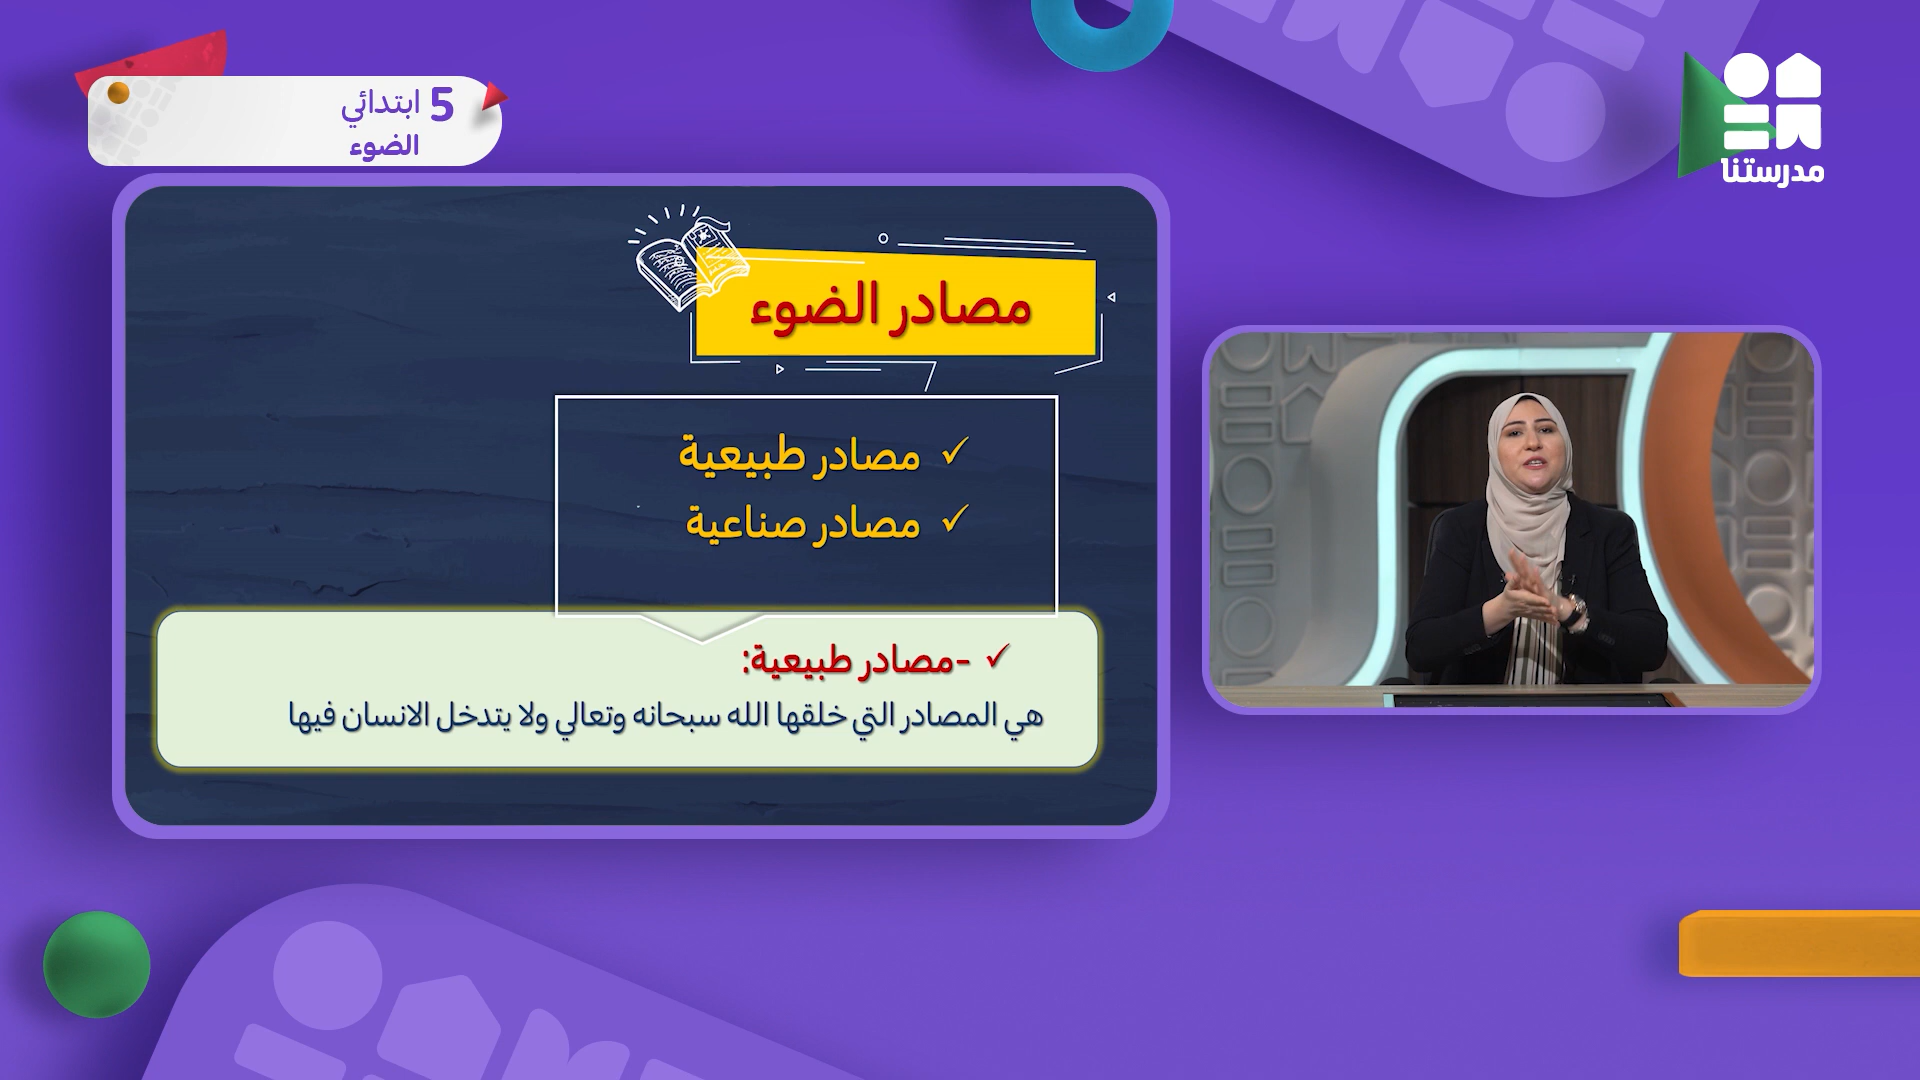 5 ابتدائي
الضوء
مدرستنا
مصادر الضوء
✓ مصادر طبيعية
✓ مصادر صناعية
✓ -مصادر طبيعية:
هي المصادر التي خلقها الله سبحانه وتعالي ولا يتدخل الانسان فيها